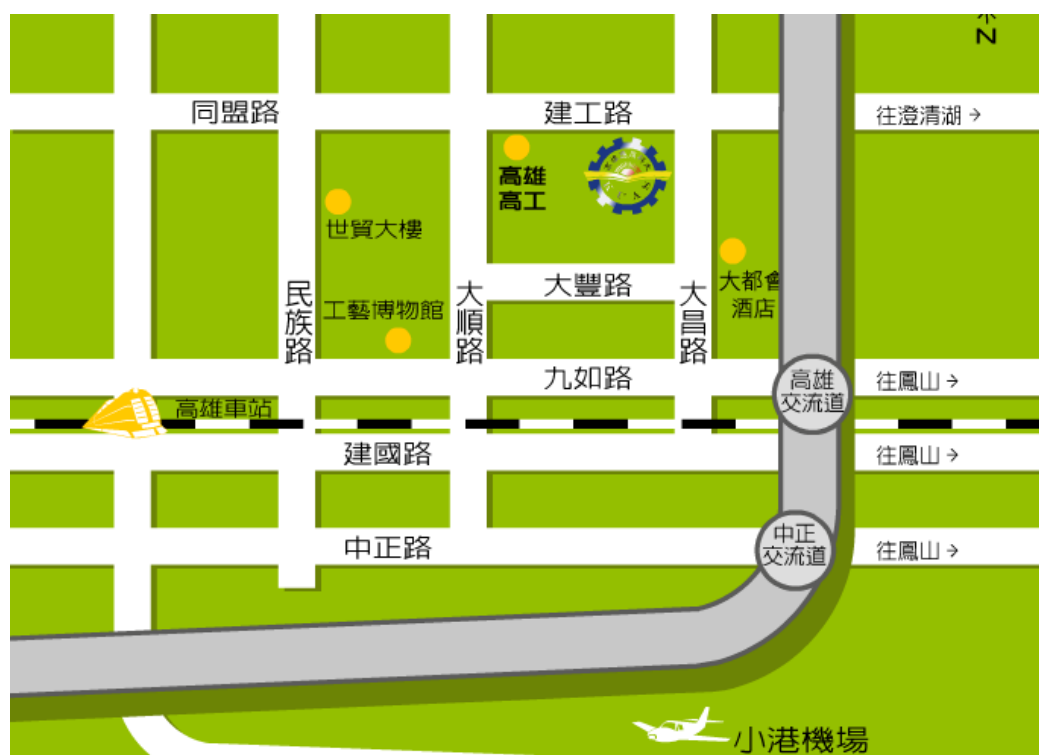 同盟路
建工路
往澄清湖→
高雄
高工
世貿大樓
大都會
酒店
大豐路
民族路
大順路
大昌路
工藝博物館
九如路
高雄
交流道
往鳳山→
高雄車站
建國路
往鳳山→
中正路
中正
交流道
往鳳山→
小港機場